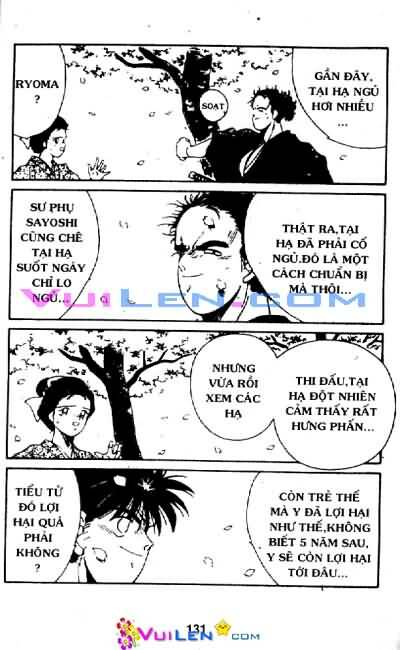 RYOMA
?
SOẠT
GẦN ĐÂY,
TẠI HẠ NGỦ
HƠI NHIỀU
...
SƯ PHỤ
SAYOSHI
CŨNG CHÊ
TẠI HẠ
SUỐT NGÀY
CHỈ LO
NGỦ...
THẬT RA,TẠI
HẠ ĐÃ PHẢI CỐ
NGỦ.ĐÓ LÀ MỘT
CÁCH CHUẨN BỊ
MÀ THÔI...
VUILEN.COM
NHƯNG
VỪA RỒI
XEM CÁC
HẠ
THI ĐẤU,TẠI
HẠ ĐỘT NHIÊN
CẢM THẤY RẤT
HƯNG PHẤN...
TIỂU TỬ
ĐÓ LỢI
HẠI QUÁ
PHẢI
KHÔNG?
CÒN TRẺ THẾ
MÀ Y ĐÃ LỢI HẠI
NHƯ THẾ,KHÔNG
BIẾT 5 NĂM SAU,
Y SẼ CÒN LỢI HẠI
TỚI ĐÂU...
131
VUILEN
.COM